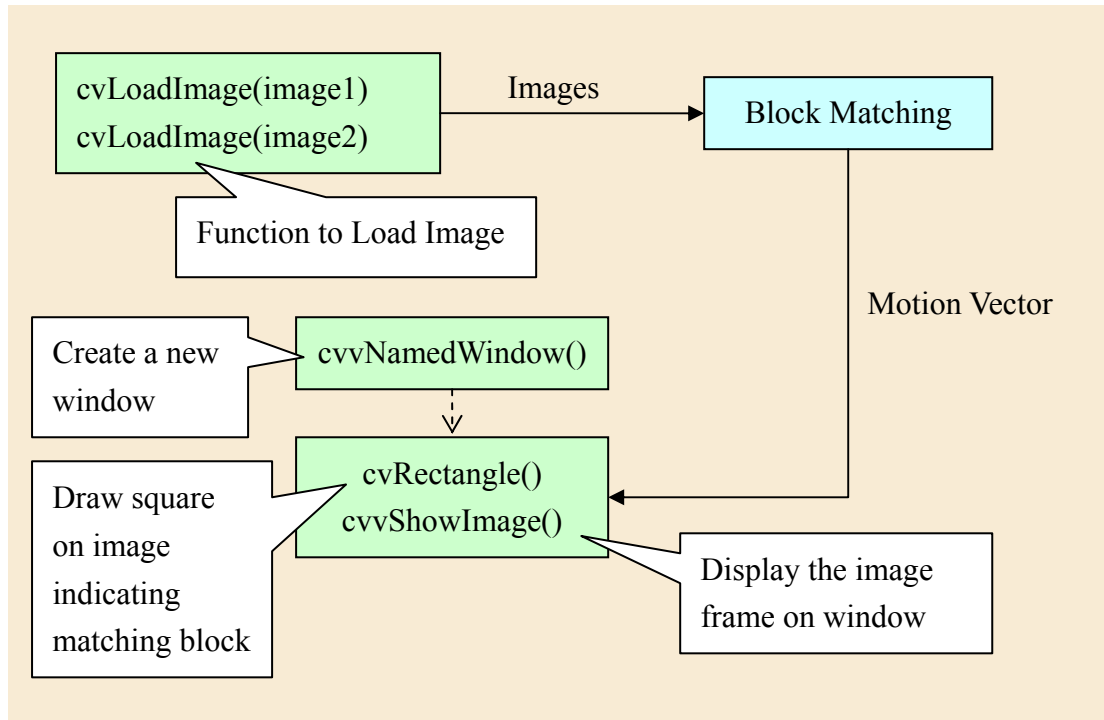 cvLoadImage(image1)
cvLoadImage(image2)
Images
Block Matching
Function to Load Image
Motion Vector
Create a new
window
cvvNamedWindow()
cvRectangle()
cvvShowImage()
Draw square
on image
indicating
matching block
Display the image
frame on window